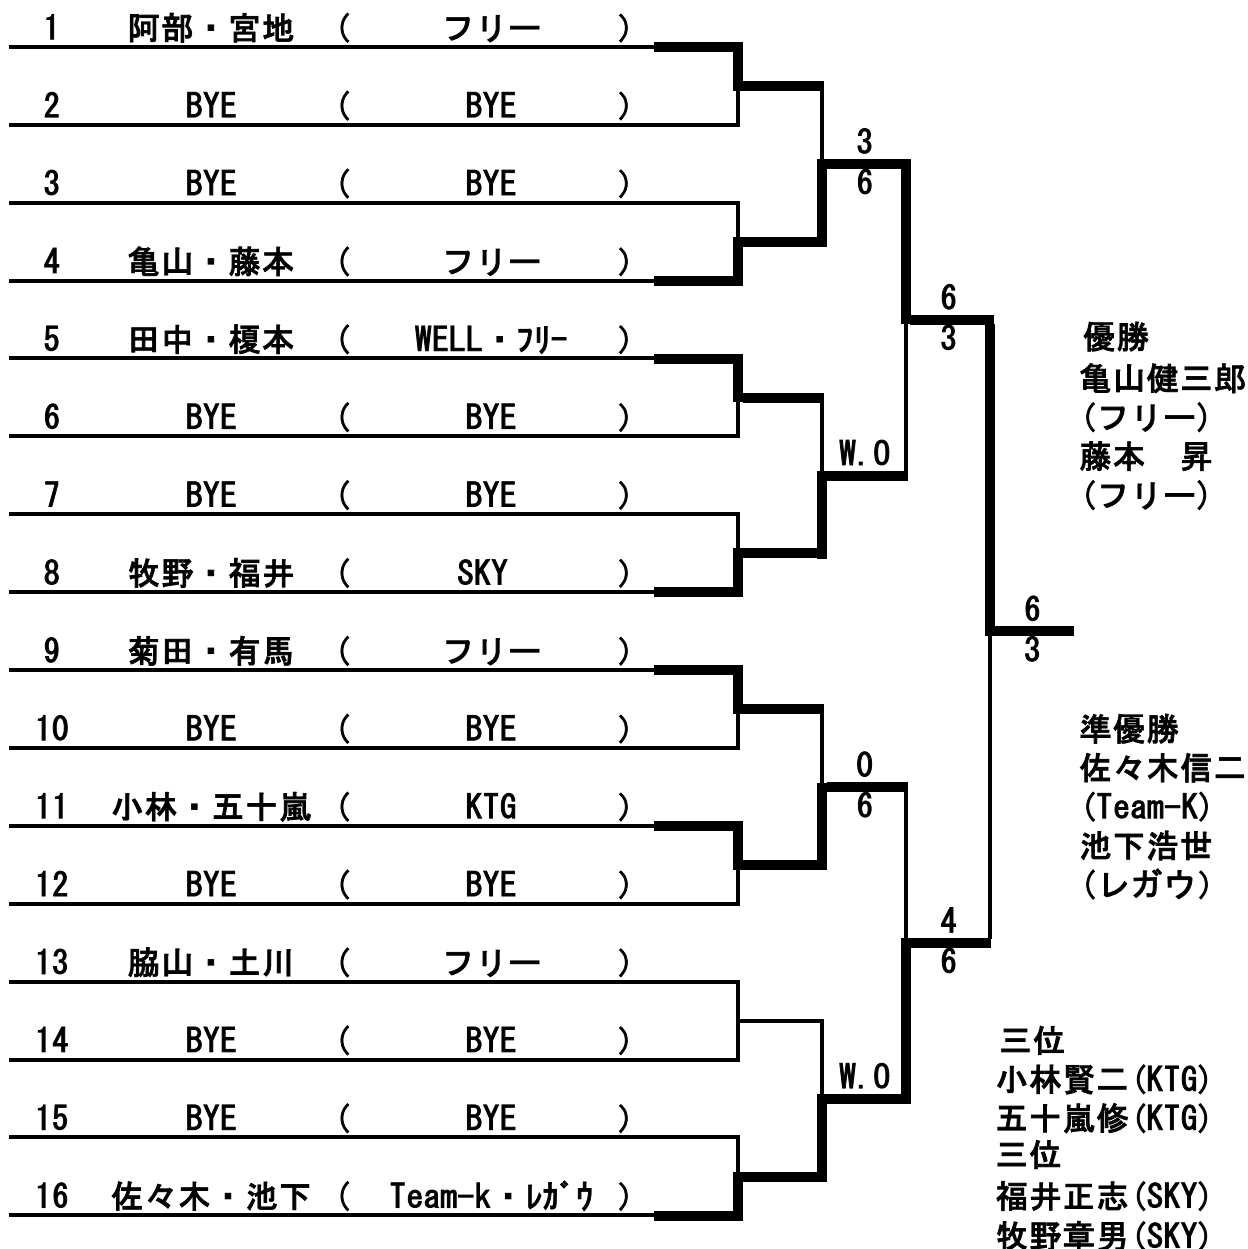 1 阿部・宮地 ( フリー )
2 BYE ( BYE )
3 BYE ( BYE )
4 亀山・藤本 ( フリー )
5 田中・榎本 ( WELL・ﾌﾘｰ )
6 BYE ( BYE )
7 BYE ( BYE )
8 牧野・福井 ( SKY )
9 菊田・有馬 ( フリー )
10 BYE ( BYE )
11 小林・五十嵐 ( KTG )
12 BYE ( BYE )
13 脇山・土川 ( フリー )
14 BYE ( BYE )
15 BYE ( BYE )
16 佐々木・池下 ( Team-k・ﾚｶﾞｳ )
3
6
W.O
0
6
W.O
6
3
4
6
6
3
優勝
亀山健三郎
(フリー)
藤本 昇
(フリー)
準優勝
佐々木信二
(Team-K)
池下浩世
(レガウ)
三位
小林賢二(KTG)
五十嵐修(KTG)
三位
福井正志(SKY)
牧野章男(SKY)